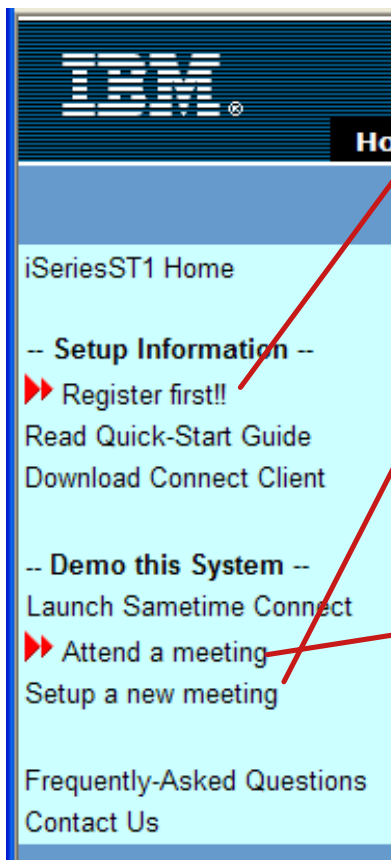 IBM®
Ho
iSeriesST1 Home
-- Setup Information --
Register first!!
Read Quick-Start Guide
Download Connect Client
-- Demo this System --
Launch Sametime Connect
Attend a meeting
Setup a new meeting
Frequently-Asked Questions
Contact Us